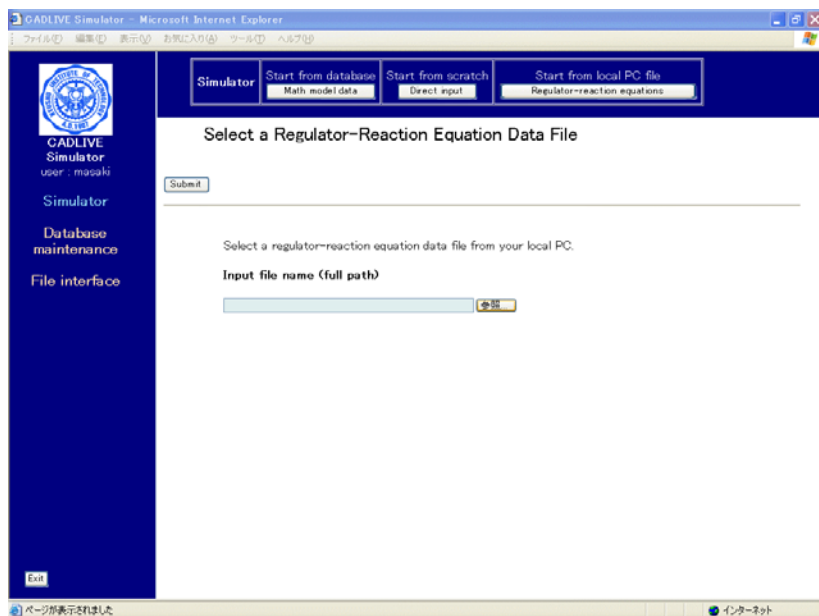 CADLIVE Simulator - Microsoft Internet Explorer
ファイル(F) 編集(E) 表示(V) お気に入り(A) ツール(T) ヘルプ(H)
Simulator
Start from database
Math model data
Start from scratch
Direct input
Start from local PC file
Regulator-reaction equations
CADLIVE
Simulator
user : masaki
Simulator
Database
maintenance
File interface
Exit
Select a Regulator-Reaction Equation Data File
Submit
Select a regulator-reaction equation data file from your local PC.
Input file name (full path)
参照...
ページが表示されました
インターネット